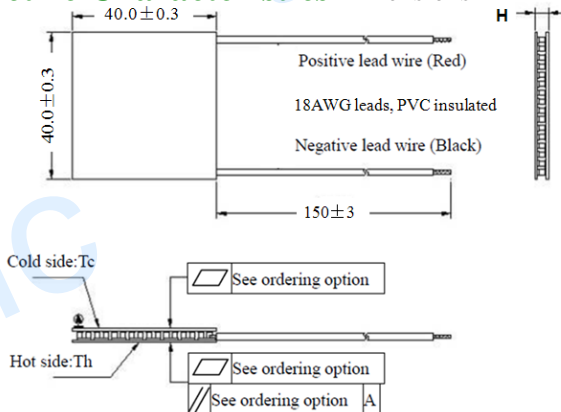 40.0±0.3
H
40.0±0.3
Positive lead wire (Red)
18AWG leads, PVC insulated
Negative lead wire (Black)
150±3
Cold side:Tc
See ordering option
Hot side:Th
See ordering option
See ordering option A